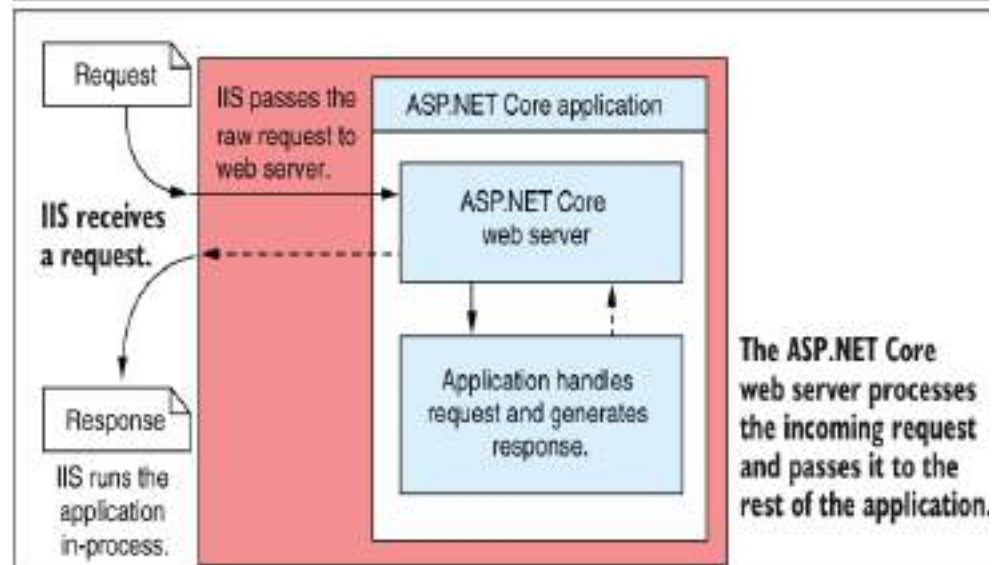 Request
IIS passes the
raw request to
web server.
ASP.NET Core application
ASP.NET Core
web server
IIS receives
a request.
Application handles
request and generates
response.
The ASP.NET Core
web server processes
the incoming request
and passes it to the
rest of the application.
Response
IIS runs the
application
in-process.